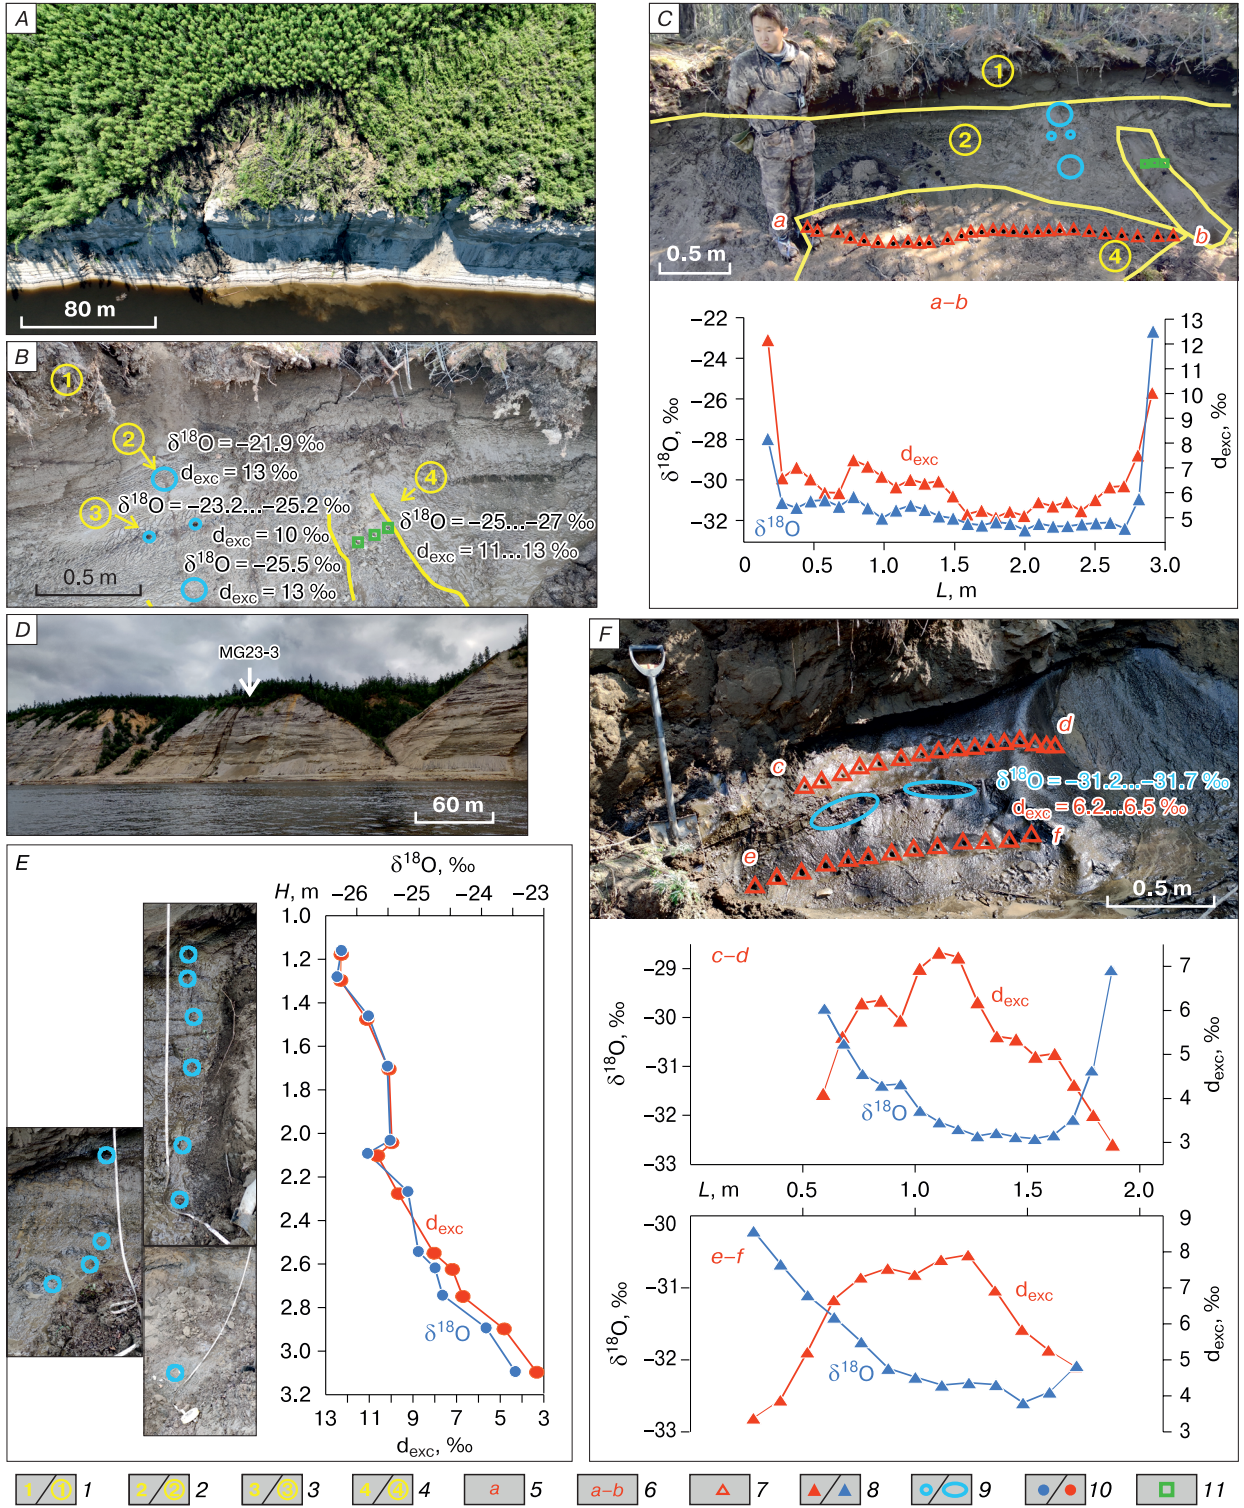 A
80 m
B
1
2
δ18O = −21.9 ‰
dexc = 13 ‰
4
δ18O = −23.2...−25.2 ‰
3
δ18O = −25...−27 ‰
dexc = 10 ‰
dexc = 11...13 ‰
δ18O = −25.5 ‰
0.5 m
dexc = 13 ‰
C
1
2
a
b
4
0.5 m
a–b
δ18O, ‰
−22
−24
−26
−28
−30
−32
dexc
δ18O
13
12
11
10
9
8
7
6
5
dexc, ‰
0 0.5 1.0 1.5 2.0 2.5 3.0
L, m
D
MG23-3
60 m
E
δ18O, ‰
H, m −26 −25 −24 −23
1.0
1.2
1.4
1.6
1.8
2.0
2.2
2.4
2.6
2.8
3.0
3.2
dexc
δ18O
13 11 9 7 5 3
dexc, ‰
F
c
d
δ18O = −31.2...−31.7 ‰
dexc = 6.2...6.5 ‰
e
f
0.5 m
c–d
δ18O, ‰
−29
−30
−31
−32
−33
dexc
δ18O
7
6
5
4
3
dexc, ‰
L, m 0.5 1.0 1.5 2.0
e–f
δ18O, ‰
−30
−31
−32
−33
dexc
δ18O
9
8
7
6
5
4
3
dexc, ‰
1/1 1 2/2 2 3/3 3 4/4 4 a 5 a–b 6 7 / 8 / 9 / 10 11